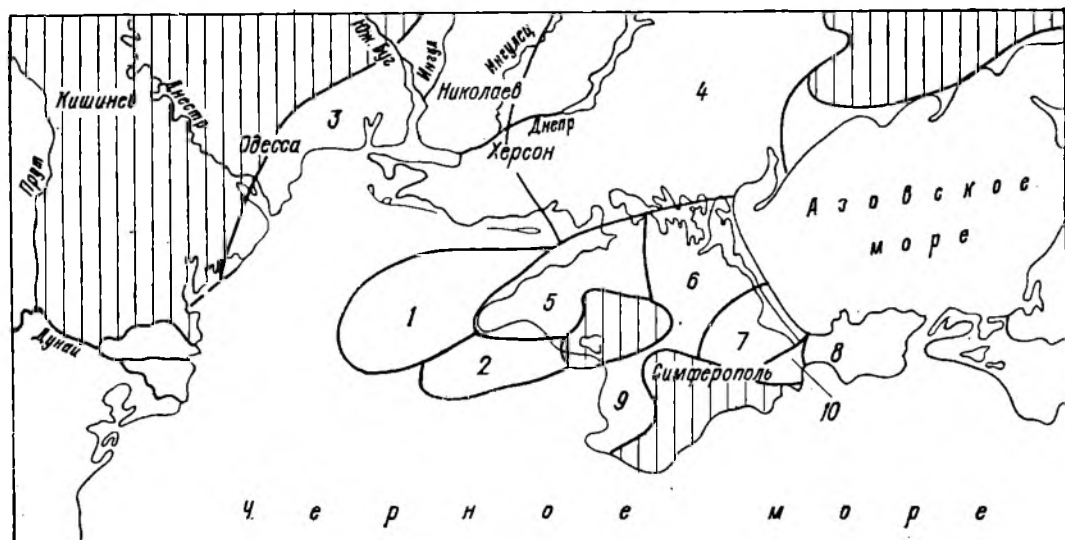 Юж. Буг
Ингул
Ингулец
Кишинев
Днестр
Николаев
4
3
Днепр
Одесса
Херсон
Прут
Азовское
море
6
5
1
Дунай
7
8
2
Симферополь
9
10
Черное море